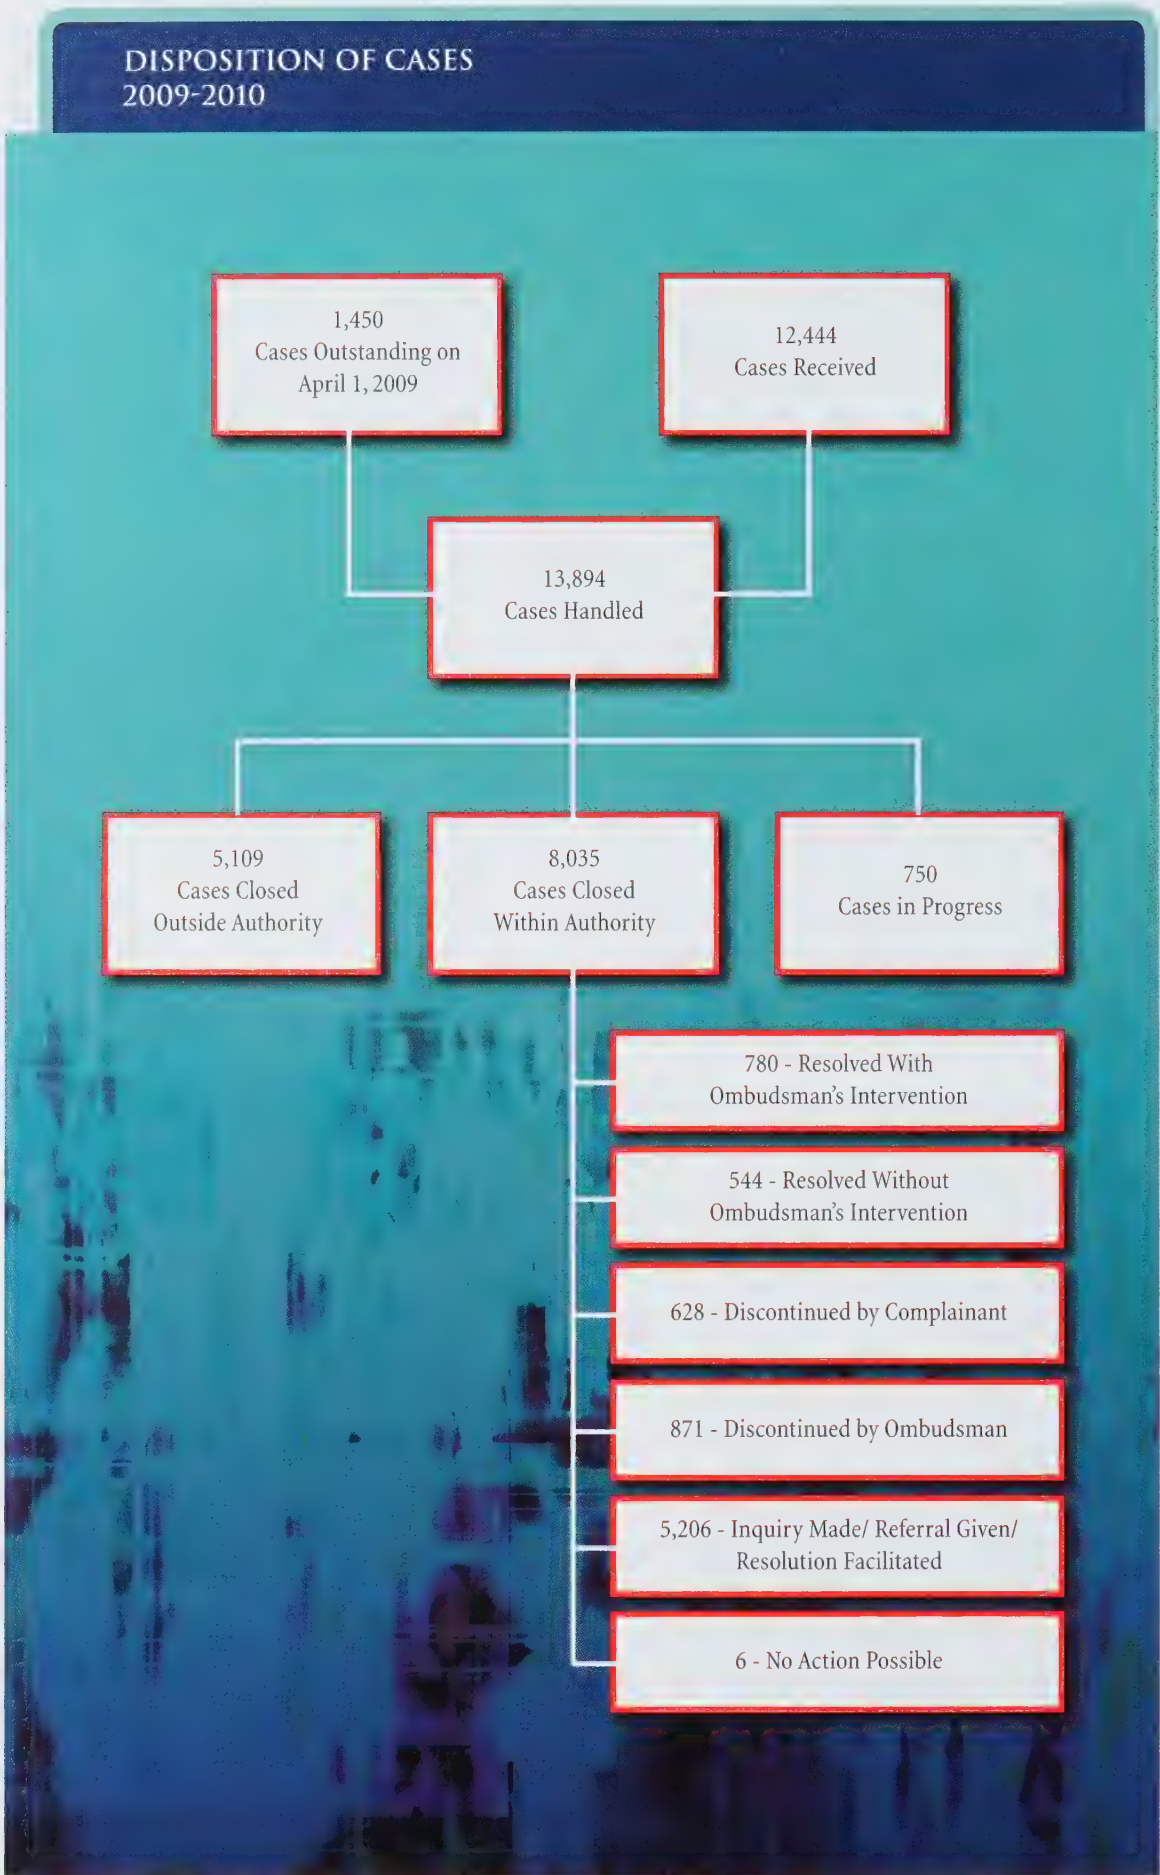 DISPOSITION OF CASES
2009-2010
1,450
Cases Outstanding on
April 1, 2009
12,444
Cases Received
13,894
Cases Handled
5,109
Cases Closed
Outside Authority
8,035
Cases Closed
Within Authority
750
Cases in Progress
780 - Resolved With
Ombudsman's Intervention
544 - Resolved Without
Ombudsman's Intervention
628 - Discontinued by Complainant
871 - Discontinued by Ombudsman
5,206 - Inquiry Made/ Referral Given/
Resolution Facilitated
6 - No Action Possible